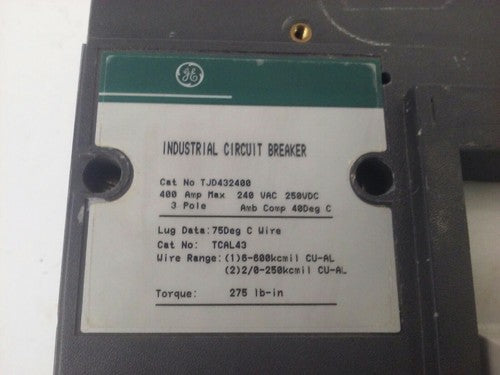 GE
INDUSTRIAL CIRCUIT BREAKER
Cat No TJD432400
400 Amp Max 240 VAC 250VDC
3 Pole Amb Comp 40Deg C
Lug Data:75Deg C Wire
Cat No: TCAL43
Wire Range:(1)6-600kcmil CU-AL
(2)2/0-250kcmil CU-AL
Torque: 275 lb-in